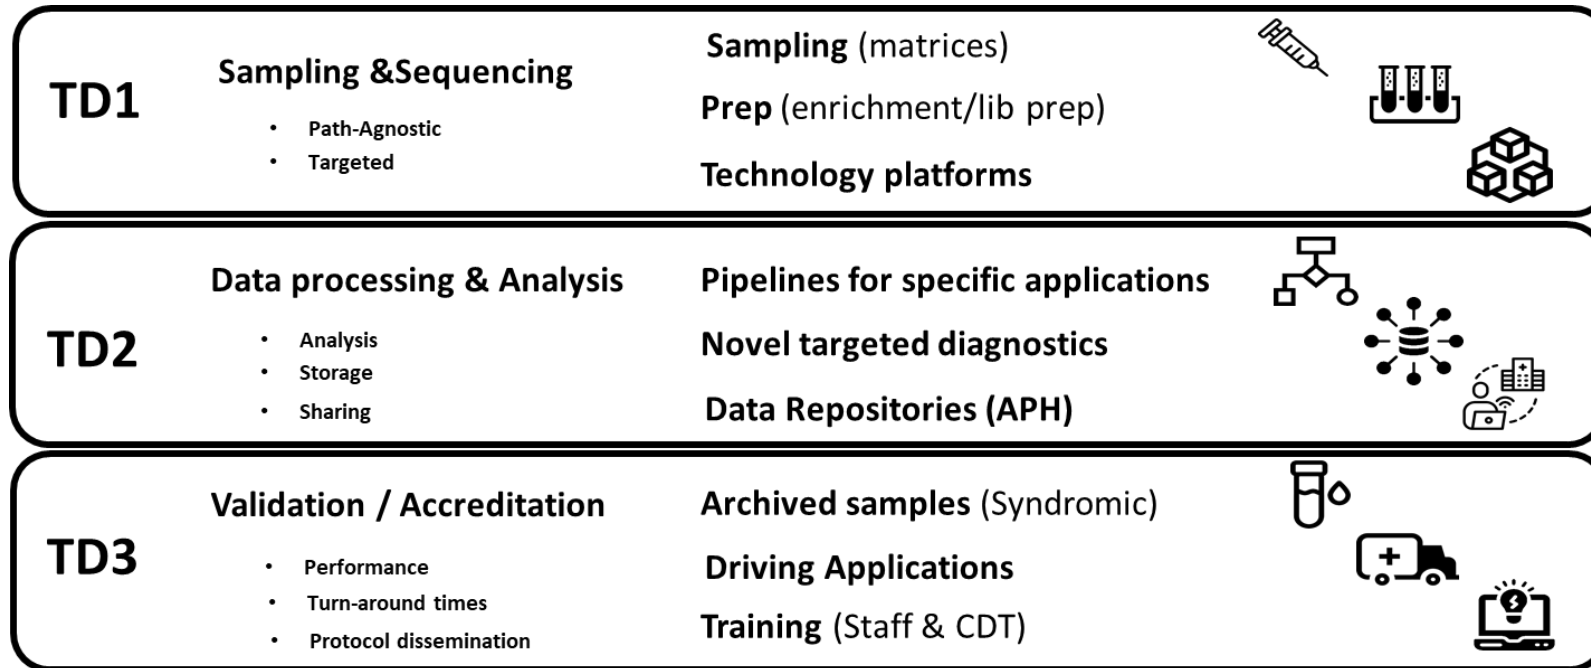 TD1
Sampling &Sequencing
• Path-Agnostic
• Targeted
Sampling (matrices)
Prep (enrichment/lib prep)
Technology platforms
TD2
Data processing & Analysis
• Analysis
• Storage
• Sharing
Pipelines for specific applications
Novel targeted diagnostics
Data Repositories (APH)
TD3
Validation / Accreditation
• Performance
• Turn-around times
• Protocol dissemination
Archived samples (Syndromic)
Driving Applications
Training (Staff & CDT)